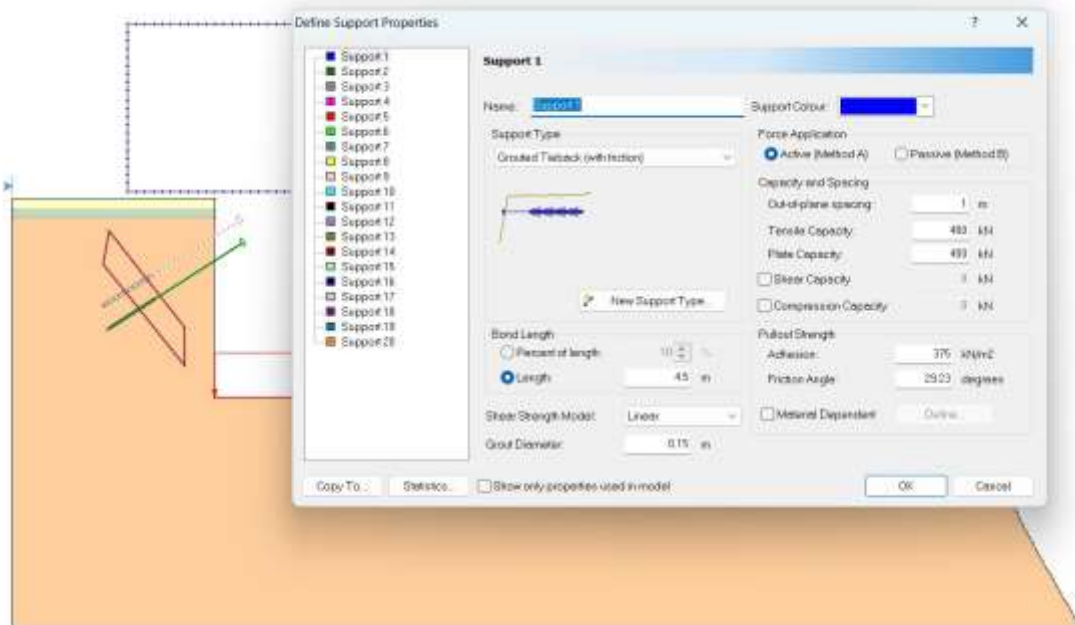 Define Support Properties
? ×
Support 1
Support 2
Support 3
Support 4
Support 5
Support 6
Support 7
Support 8
Support 9
Support 10
Support 11
Support 12
Support 13
Support 14
Support 15
Support 16
Support 17
Support 18
Support 19
Support 20
Support 1
Name: Support 1
Support Colour:
Support Type
Grouted Tieback (with friction)
New Support Type...
Force Application
Active (Method A) Passive (Method B)
Capacity and Spacing
Out-of-plane spacing: 1 m
Tensile Capacity: kN
Plate Capacity: kN
Shear Capacity kN
Compression Capacity kN
Bond Length
Percent of length: 10 %
Length: 4.5 m
Shear Strength Model: Linear
Grout Diameter: 0.15 m
Pullout Strength
Adhesion: 375 kN/m2
Friction Angle: 29.23 degrees
Material Dependent Define...
Copy To... Statistics... Show only properties used in model OK Cancel